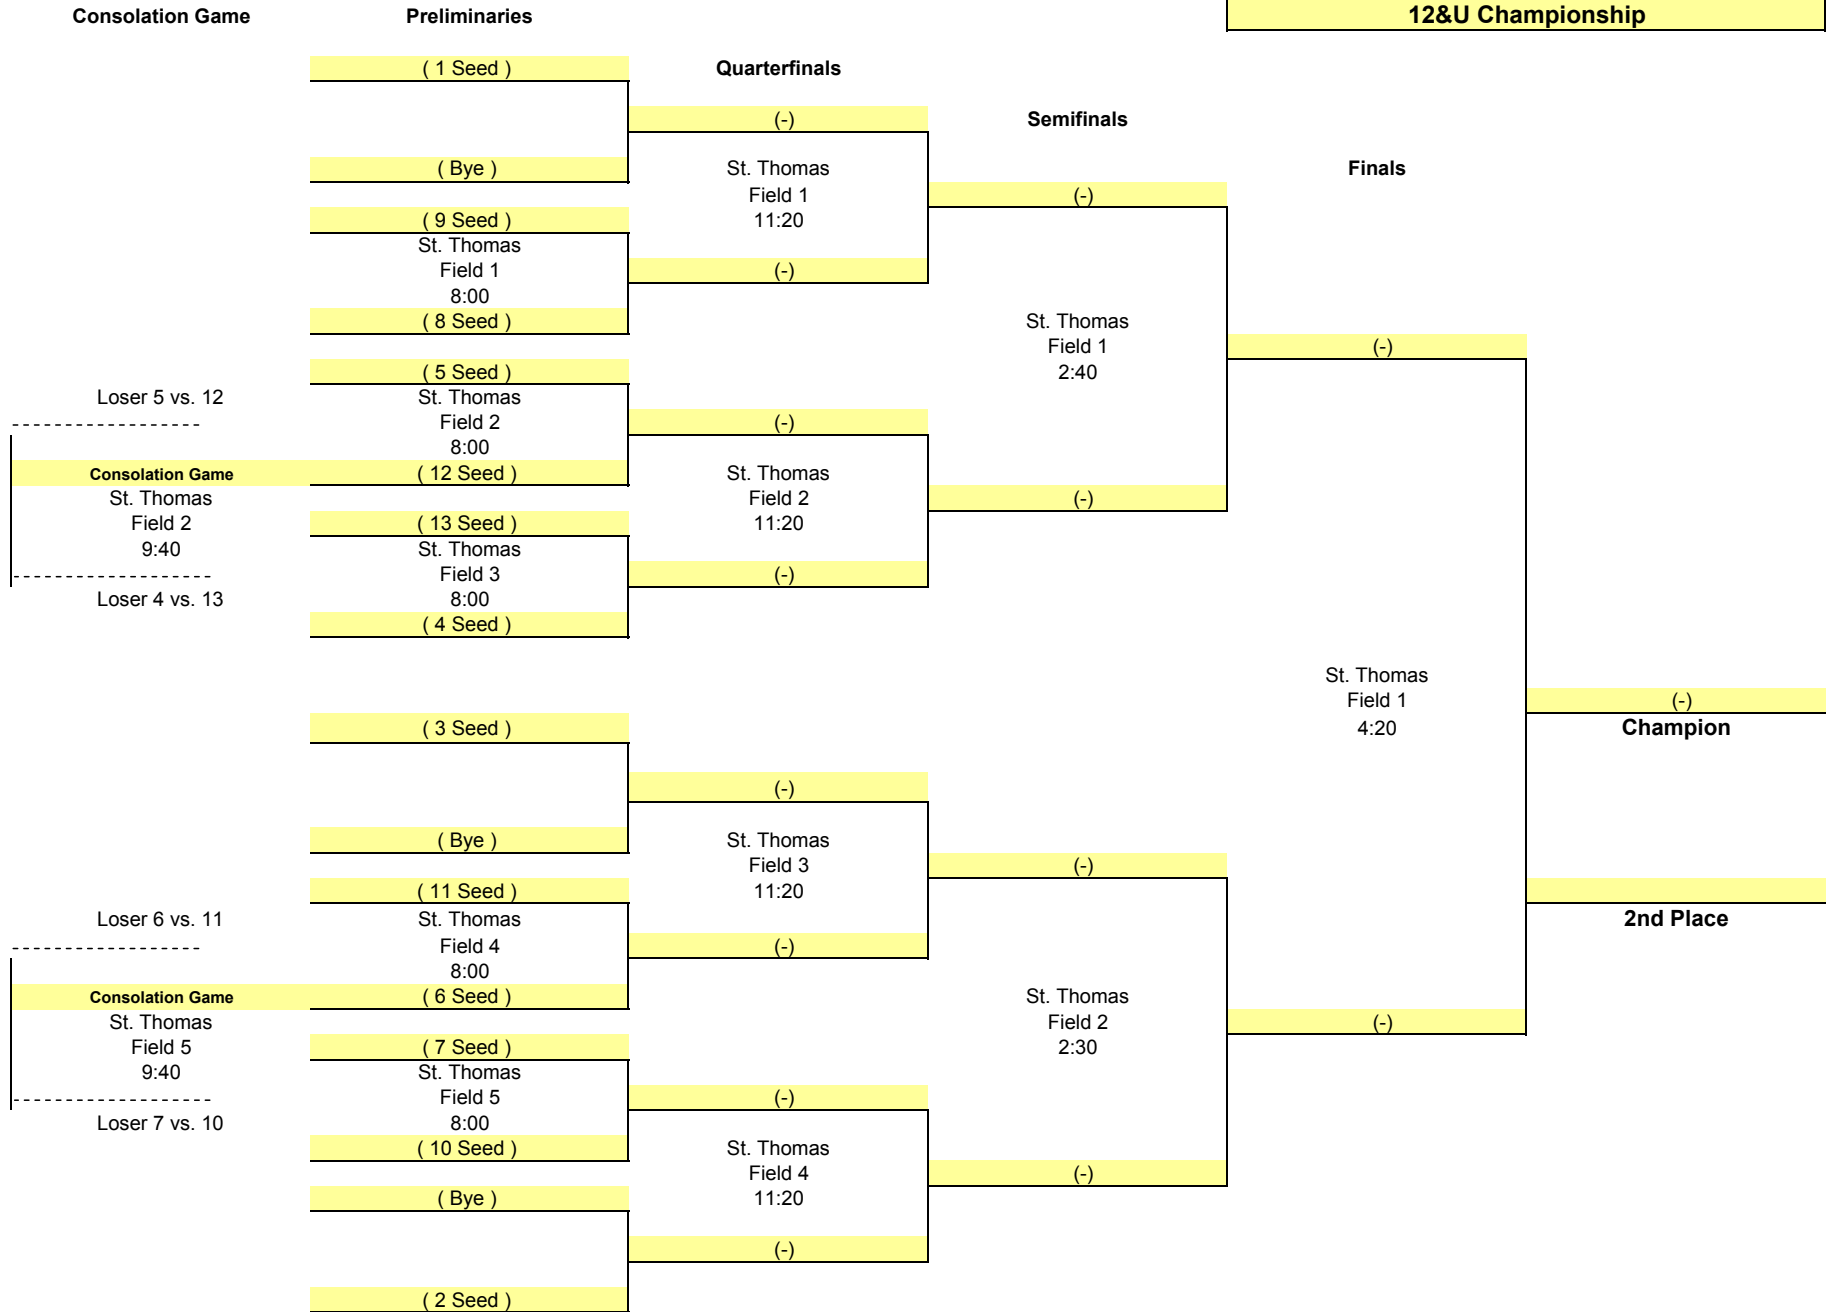 Consolation Game
Preliminaries
12&U Championship
( 1 Seed )
Quarterfinals
(-)
Semifinals
( Bye )
St. Thomas
Finals
Field 1
(-)
( 9 Seed )
11:20
St. Thomas
Field 1
(-)
8:00
( 8 Seed )
St. Thomas
Field 1
(-)
( 5 Seed )
2:40
Loser 5 vs. 12
St. Thomas
------------------
Field 2
(-)
8:00
Consolation Game
( 12 Seed )
St. Thomas
St. Thomas
Field 2
(-)
Field 2
( 13 Seed )
11:20
9:40
St. Thomas
-------------------
Field 3
(-)
Loser 4 vs. 13
8:00
( 4 Seed )
St. Thomas
Field 1
(-)
( 3 Seed )
4:20
Champion
(-)
( Bye )
St. Thomas
Field 3
(-)
( 11 Seed )
11:20
Loser 6 vs. 11
St. Thomas
2nd Place
------------------
Field 4
(-)
8:00
Consolation Game
( 6 Seed )
St. Thomas
St. Thomas
Field 2
(-)
Field 5
( 7 Seed )
2:30
9:40
St. Thomas
-------------------
Field 5
(-)
Loser 7 vs. 10
8:00
( 10 Seed )
St. Thomas
Field 4
(-)
( Bye )
11:20
(-)
( 2 Seed )